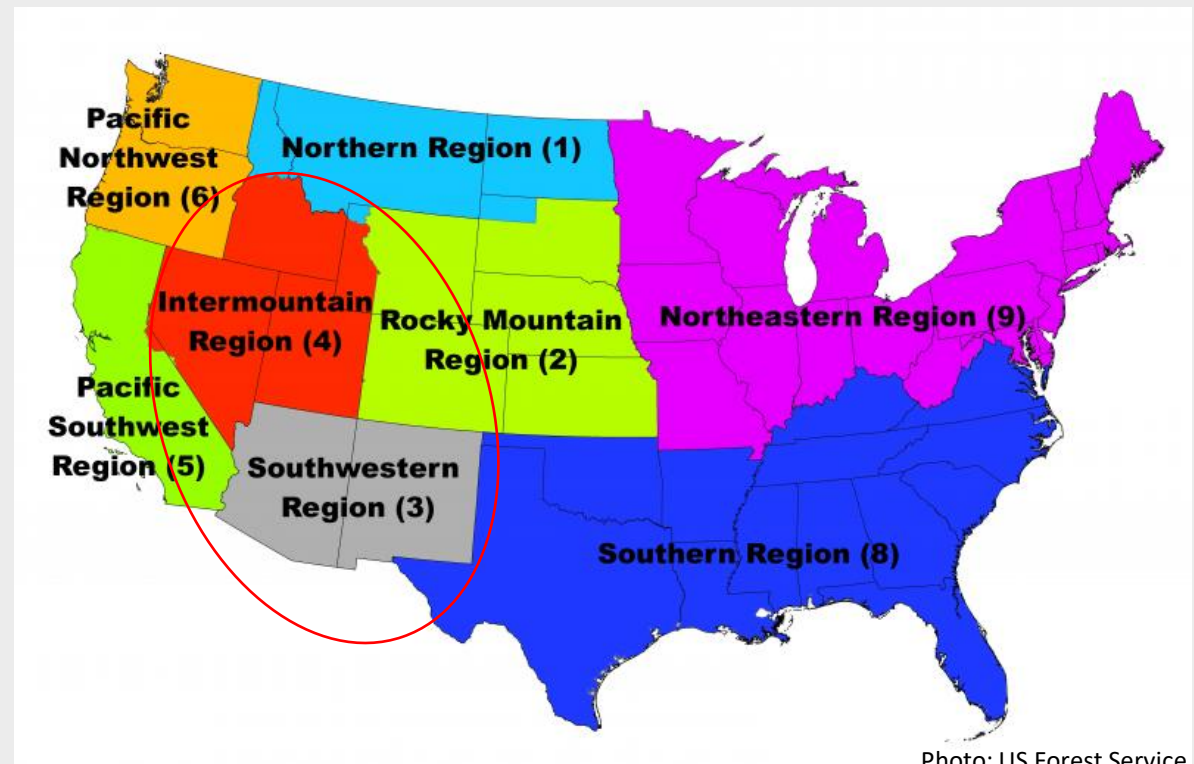 Pacific
Northwest
Region (6)
Northern Region (1)
Intermountain
Region (4)
Rocky Mountain
Region (2)
Northeastern Region (9)
Pacific
Southwest
Region (5)
Southwestern
Region (3)
Southern Region (8)
Photo: US Forest Service